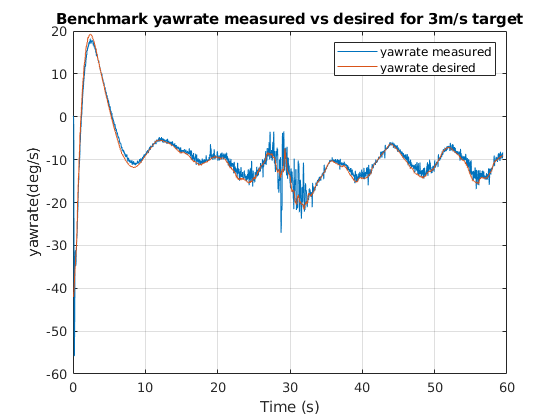 Benchmark yawrate measured vs desired for 3m/s target
yawrate measured
yawrate desired
20
10
0
-10
-20
-30
-40
-50
-60
yawrate(deg/s)
0 10 20 30 40 50 60
Time (s)